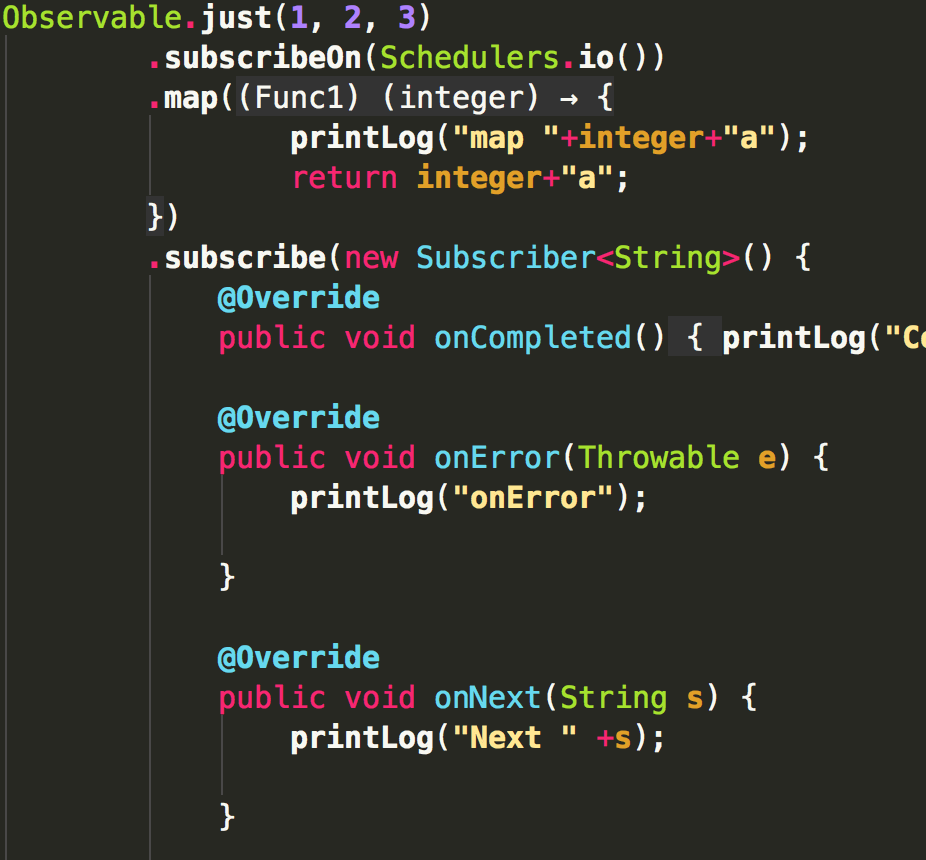 Observable.just(1, 2, 3)
.subscribeOn(Schedulers.io())
.map((Func1) (integer) → {
printLog("map "+integer+"a");
return integer+"a";
})
.subscribe(new Subscriber<String>() {
@Override
public void onCompleted() { printLog("Co
@Override
public void onError(Throwable e) {
printLog("onError");
}
@Override
public void onNext(String s) {
printLog("Next " +s);
}